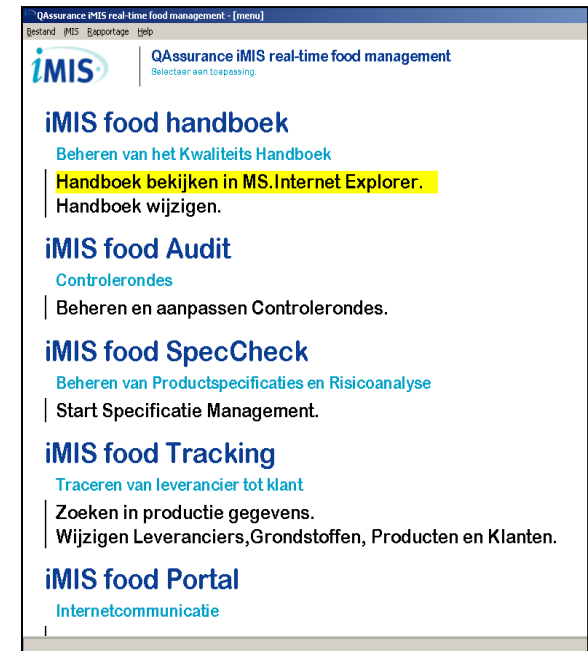 QAssurance iMIS real-time food management - [menu]
Bestand iMIS Rapportage Help
iMIS
QAssurance iMIS real-time food management
Selecteer een toepassing.
iMIS food handboek
Beheren van het Kwaliteits Handboek
Handboek bekijken in MS.Internet Explorer.
Handboek wijzigen.
iMIS food Audit
Controlerondes
Beheren en aanpassen Controlerondes.
iMIS food SpecCheck
Beheren van Productspecificaties en Risicoanalyse
Start Specificatie Management.
iMIS food Tracking
Traceren van leverancier tot klant
Zoeken in productie gegevens.
Wijzigen Leveranciers,Grondstoffen, Producten en Klanten.
iMIS food Portal
Internetcommunicatie